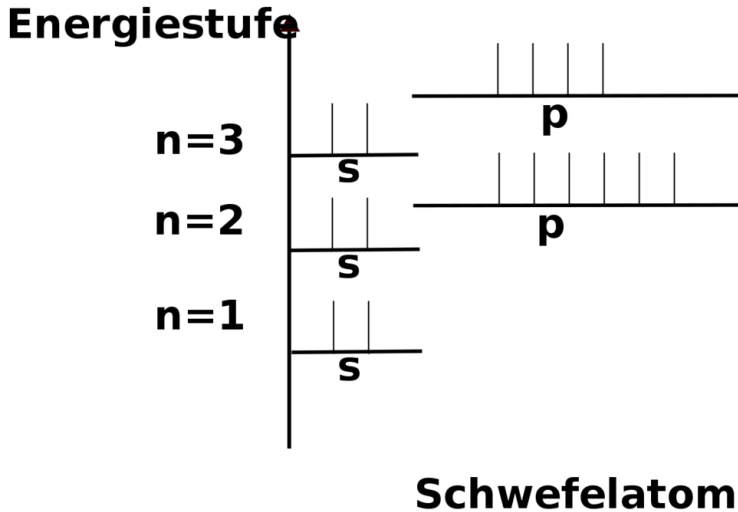 Energiestufe
p
n=3
s
n=2
p
s
n=1
s
Schwefelatom